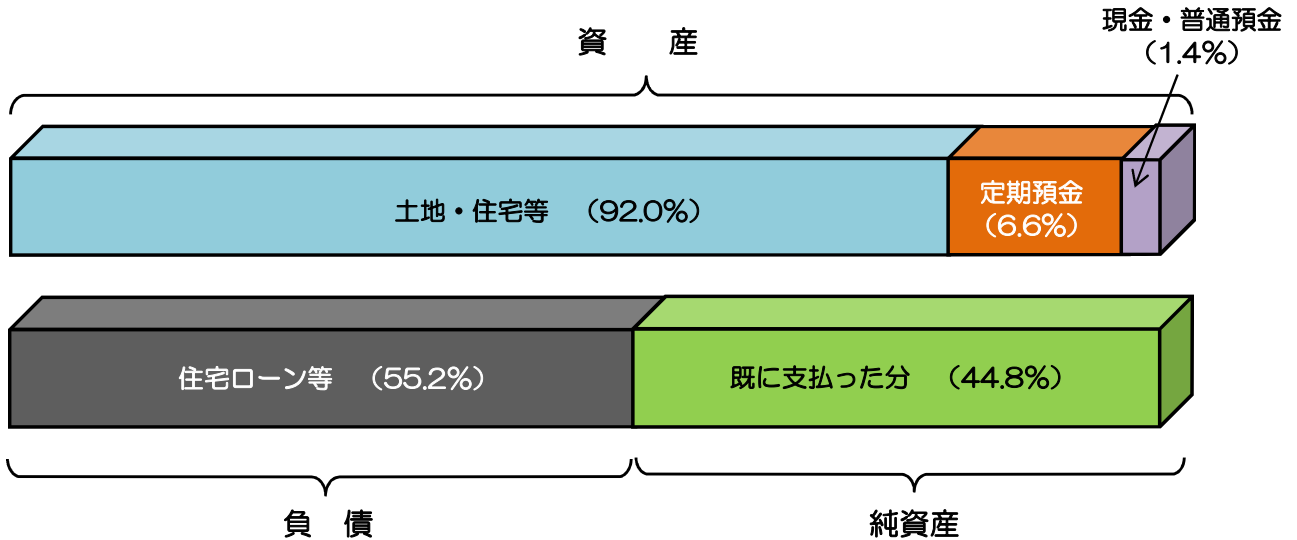 資　産
現金・普通預金
（1.4%）
土地・住宅等　（92.0%）
定期預金
（6.6%）
住宅ローン等　（55.2%）
既に支払った分　（44.8%）
負　債
純資産